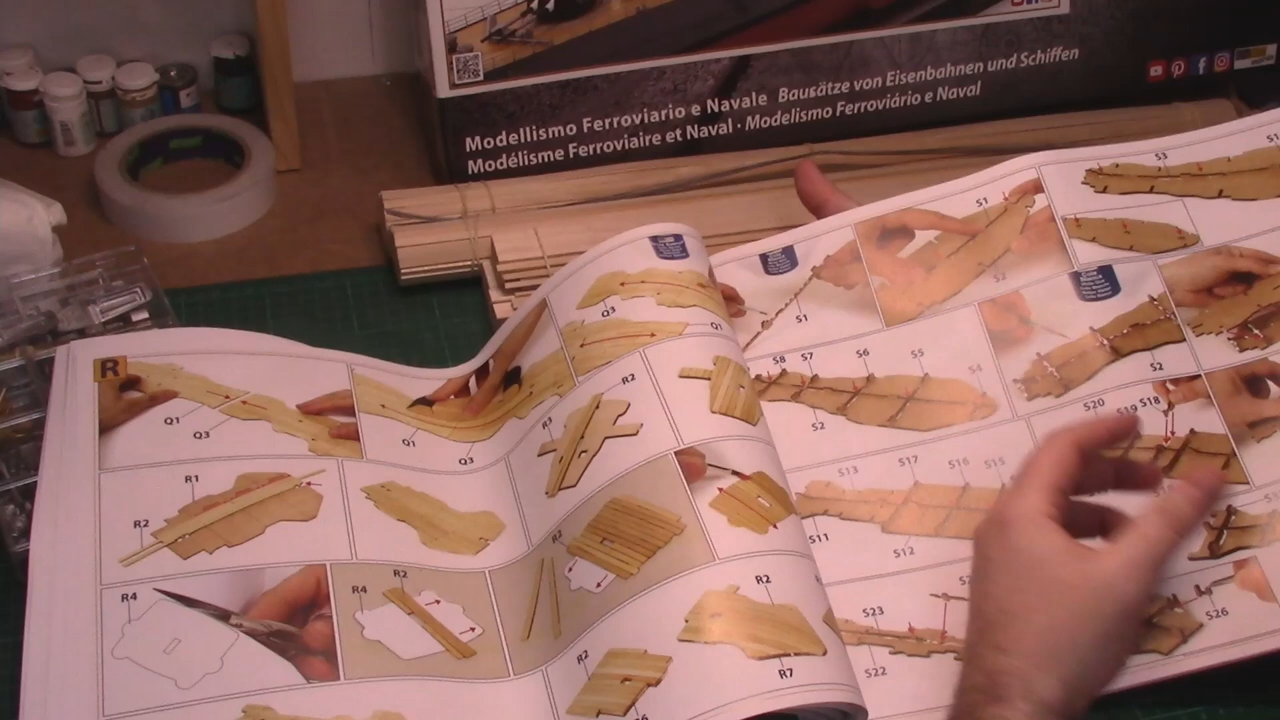 Modellismo Ferroviario e Navale Bausätze von Eisenbahnen und Schiffen
Modélisme Ferroviaire et Naval · Modelismo Ferroviário e Naval
R
Q1
Q3
Q1
Q3
Q3
Q1
R1
R2
R3
R2
R4
R4
R2
R2
R2
R7
R2
S1
S1
S2
S3
S8 S7 S6 S5 S4
S2
S2
S20 S19 S18
S13 S17 S16 S15
S11
S12
S23
S22
S26